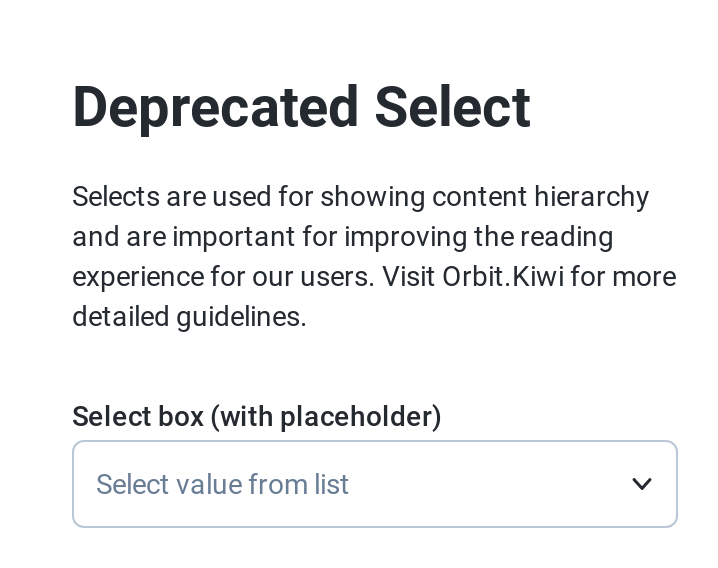 Deprecated Select
Selects are used for showing content hierarchy
and are important for improving the reading
experience for our users. Visit Orbit.Kiwi for more
detailed guidelines.
Select box (with placeholder)
Select value from list